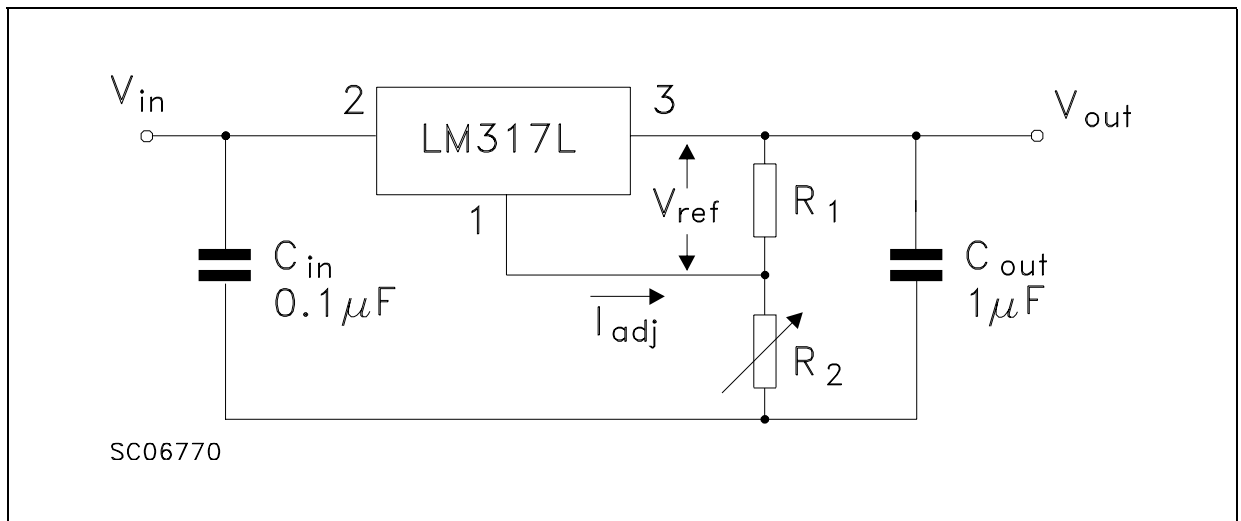 Vin
2
LM317L
3
Vout
1
Vref
R1
Cin
0.1μF
Iadj
Cout
1μF
R2
SC06770